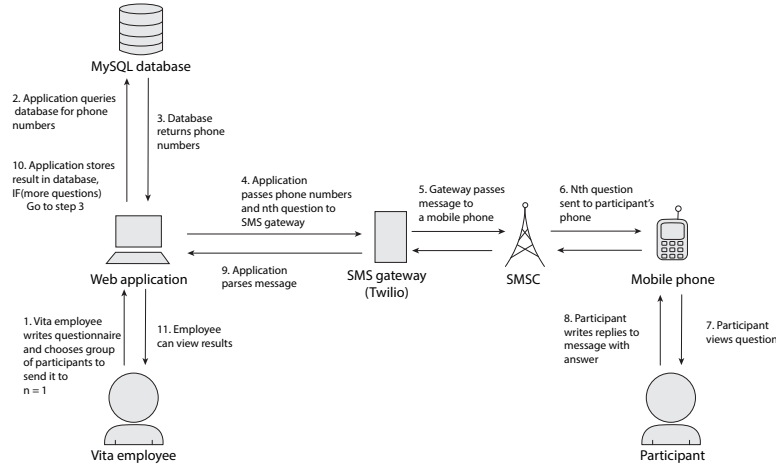 MySQL database
2. Application queries
database for phone
numbers
3. Database
returns phone
numbers
10. Application stores
result in database,
IF(more questions)
Go to step 3
4. Application
passes phone numbers
and nth question to
SMS gateway
5. Gateway passes
message to
a mobile phone
6. Nth question
sent to participant's
phone
Web application
9. Application
parses message
SMS gateway
(Twilio)
SMSC
Mobile phone
1. Vita employee
writes questionnaire
and chooses group
of participants to
send it to
n = 1
11. Employee
can view results
8. Participant
writes replies to
message with
answer
7. Participant
views question
Vita employee
Participant